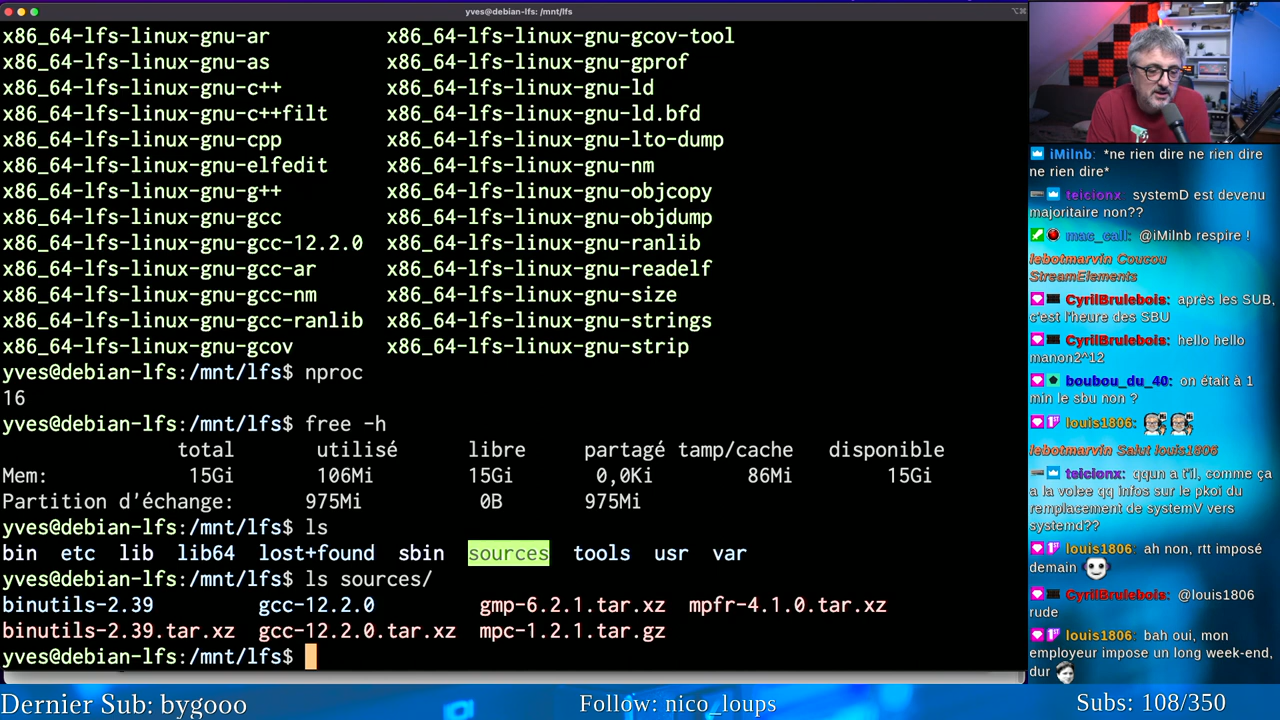 yves@debian-lfs: /mnt/lfs
x86_64-lfs-linux-gnu-ar x86_64-lfs-linux-gnu-gcov-tool
x86_64-lfs-linux-gnu-as x86_64-lfs-linux-gnu-gprof
x86_64-lfs-linux-gnu-c++ x86_64-lfs-linux-gnu-ld
x86_64-lfs-linux-gnu-c++filt x86_64-lfs-linux-gnu-ld.bfd
x86_64-lfs-linux-gnu-cpp x86_64-lfs-linux-gnu-lto-dump
x86_64-lfs-linux-gnu-elfedit x86_64-lfs-linux-gnu-nm
x86_64-lfs-linux-gnu-g++ x86_64-lfs-linux-gnu-objcopy
x86_64-lfs-linux-gnu-gcc x86_64-lfs-linux-gnu-objdump
x86_64-lfs-linux-gnu-gcc-12.2.0 x86_64-lfs-linux-gnu-ranlib
x86_64-lfs-linux-gnu-gcc-ar x86_64-lfs-linux-gnu-readelf
x86_64-lfs-linux-gnu-gcc-nm x86_64-lfs-linux-gnu-size
x86_64-lfs-linux-gnu-gcc-ranlib x86_64-lfs-linux-gnu-strings
x86_64-lfs-linux-gnu-gcov x86_64-lfs-linux-gnu-strip
yves@debian-lfs:/mnt/lfs$ nproc
16
yves@debian-lfs:/mnt/lfs$ free -h
total utilisé libre partagé tamp/cache disponible
Mem: 15Gi 106Mi 15Gi 0,0Ki 86Mi 15Gi
Partition d'échange: 975Mi 0B 975Mi
yves@debian-lfs:/mnt/lfs$ ls
bin etc lib lib64 lost+found sbin sources tools usr var
yves@debian-lfs:/mnt/lfs$ ls sources/
binutils-2.39 gcc-12.2.0 gmp-6.2.1.tar.xz mpfr-4.1.0.tar.xz
binutils-2.39.tar.xz gcc-12.2.0.tar.xz mpc-1.2.1.tar.gz
yves@debian-lfs:/mnt/lfs$
iMilnb: *ne rien dire ne rien dire
ne rien dire*
teicionx: systemD est devenu
majoritaire non??
mac_call: @iMilnb respire !
lebotmarvin Coucou
StreamElements
CyrilBrulebois: après les SUB,
c'est l'heure des SBU
CyrilBrulebois: hello hello
manon2^12
boubou_du_40: on était à 1
min le sbu non ?
louis1806:
lebotmarvin Salut louis1806
teicionx: qqun a t'il, comme ça
a la volee qq infos sur le pkoi du
remplacement de systemV vers
systemd??
louis1806: ah non, rtt imposé
demain
CyrilBrulebois: @louis1806
rude
louis1806: bah oui, mon
employeur impose un long week-end,
dur
Dernier Sub: bygooo
Follow: nico_loups
Subs: 108/350